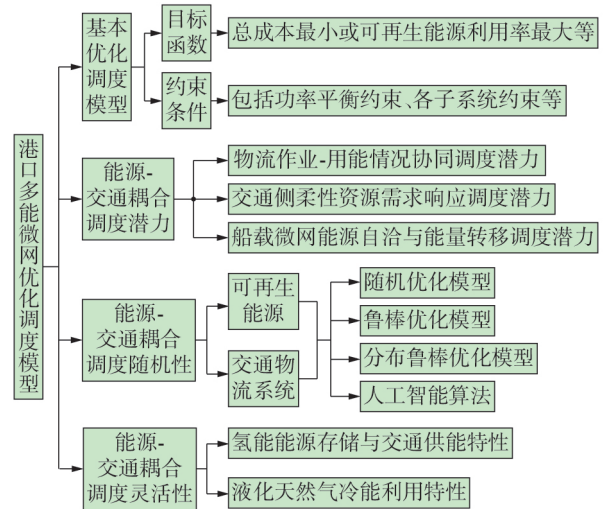 港口多能微网优化调度模型
基本
优化
调度
模型
目标
函数
总成本最小或可再生能源利用率最大等
约束
条件
包括功率平衡约束、各子系统约束等
能源-
交通耦合
调度潜力
物流作业-用能情况协同调度潜力
交通侧柔性资源需求响应调度潜力
船载微网能源自洽与能量转移调度潜力
能源-
交通耦合
调度随机性
可再生
能源
交通物
流系统
随机优化模型
鲁棒优化模型
分布鲁棒优化模型
人工智能算法
能源-
交通耦合
调度灵活性
氢能能源存储与交通供能特性
液化天然气冷能利用特性